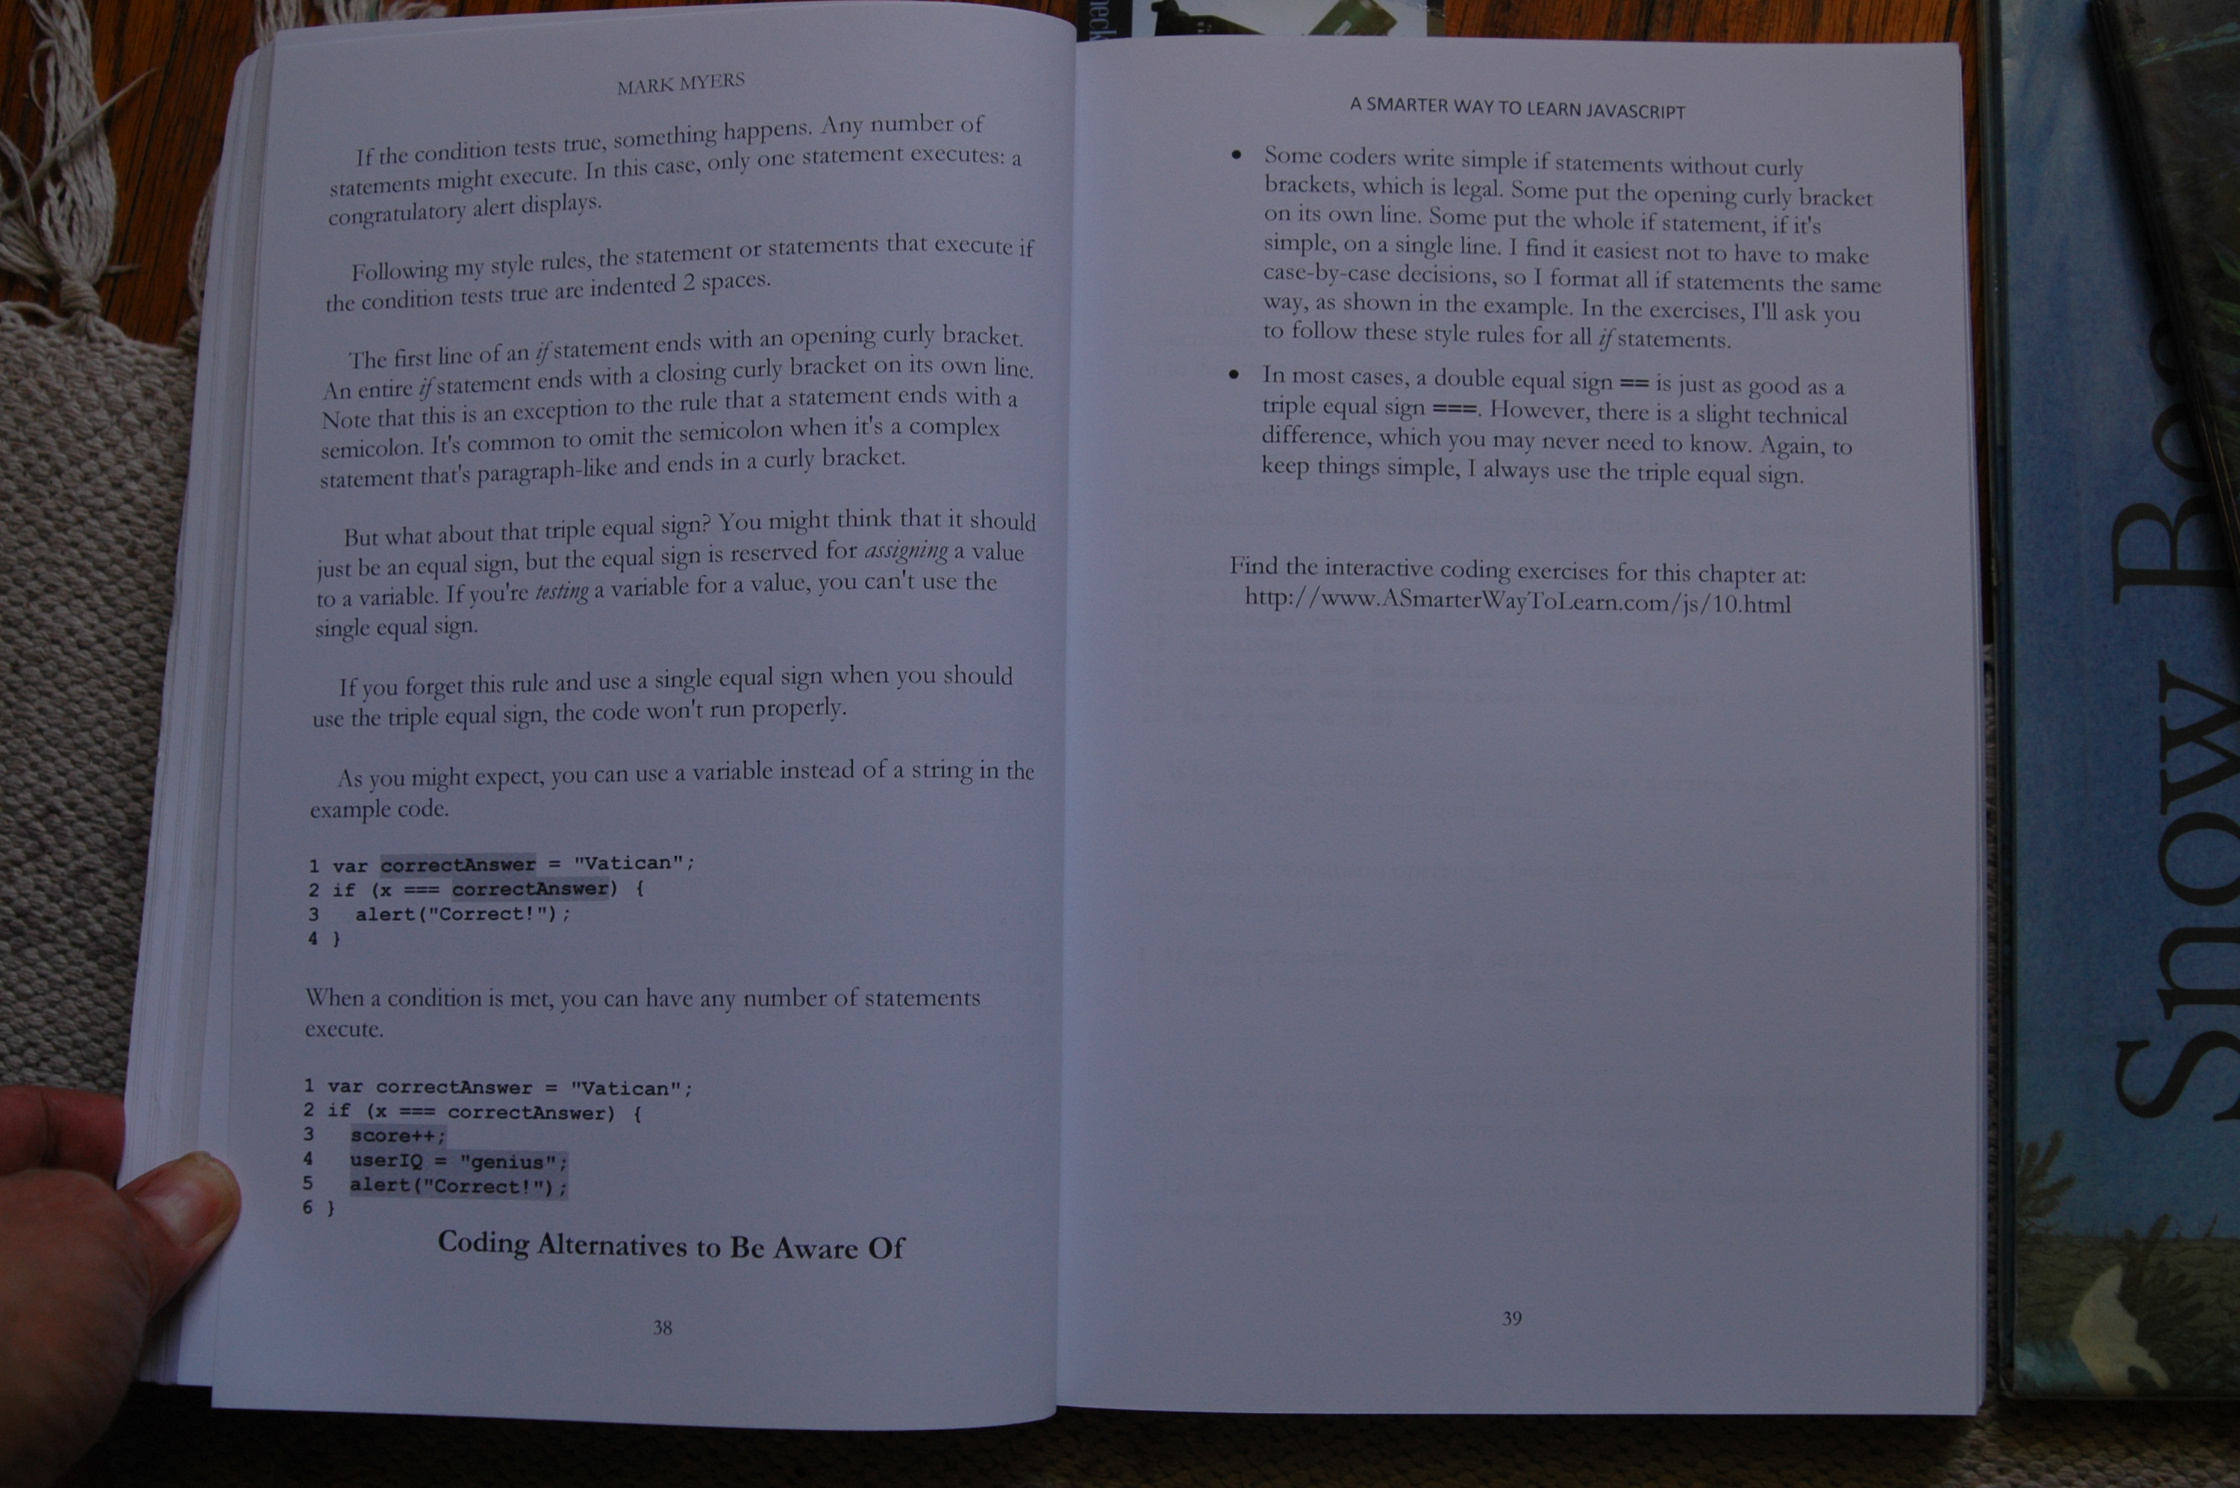 MARK MYERS
If the condition tests true, something happens. Any number of
statements might execute. In this case, only one statement executes: a
congratulatory alert displays.
Following my style rules, the statement or statements that execute if
the condition tests true are indented 2 spaces.
The first line of an if statement ends with an opening curly bracket.
An entire if statement ends with a closing curly bracket on its own line.
Note that this is an exception to the rule that a statement ends with a
semicolon. It's common to omit the semicolon when it's a complex
statement that's paragraph-like and ends in a curly bracket.
But what about that triple equal sign? You might think that it should
just be an equal sign, but the equal sign is reserved for assigning a value
to a variable. If you're testing a variable for a value, you can't use the
single equal sign.
If you forget this rule and use a single equal sign when you should
use the triple equal sign, the code won't run properly.
As you might expect, you can use a variable instead of a string in the
example code.
1 var correctAnswer = "Vatican";
2 if (x === correctAnswer) {
3   alert("Correct!");
4 }
When a condition is met, you can have any number of statements
execute.
1 var correctAnswer = "Vatican";
2 if (x === correctAnswer) {
3   score++;
4   userIQ = "genius";
5   alert("Correct!");
6 }
Coding Alternatives to Be Aware Of
38
A SMARTER WAY TO LEARN JAVASCRIPT
• Some coders write simple if statements without curly
brackets, which is legal. Some put the opening curly bracket
on its own line. Some put the whole if statement, if it's
simple, on a single line. I find it easiest not to have to make
case-by-case decisions, so I format all if statements the same
way, as shown in the example. In the exercises, I'll ask you
to follow these style rules for all if statements.
• In most cases, a double equal sign == is just as good as a
triple equal sign ===. However, there is a slight technical
difference, which you may never need to know. Again, to
keep things simple, I always use the triple equal sign.
Find the interactive coding exercises for this chapter at:
http://www.ASmarterWayToLearn.com/js/10.html
39
Snow